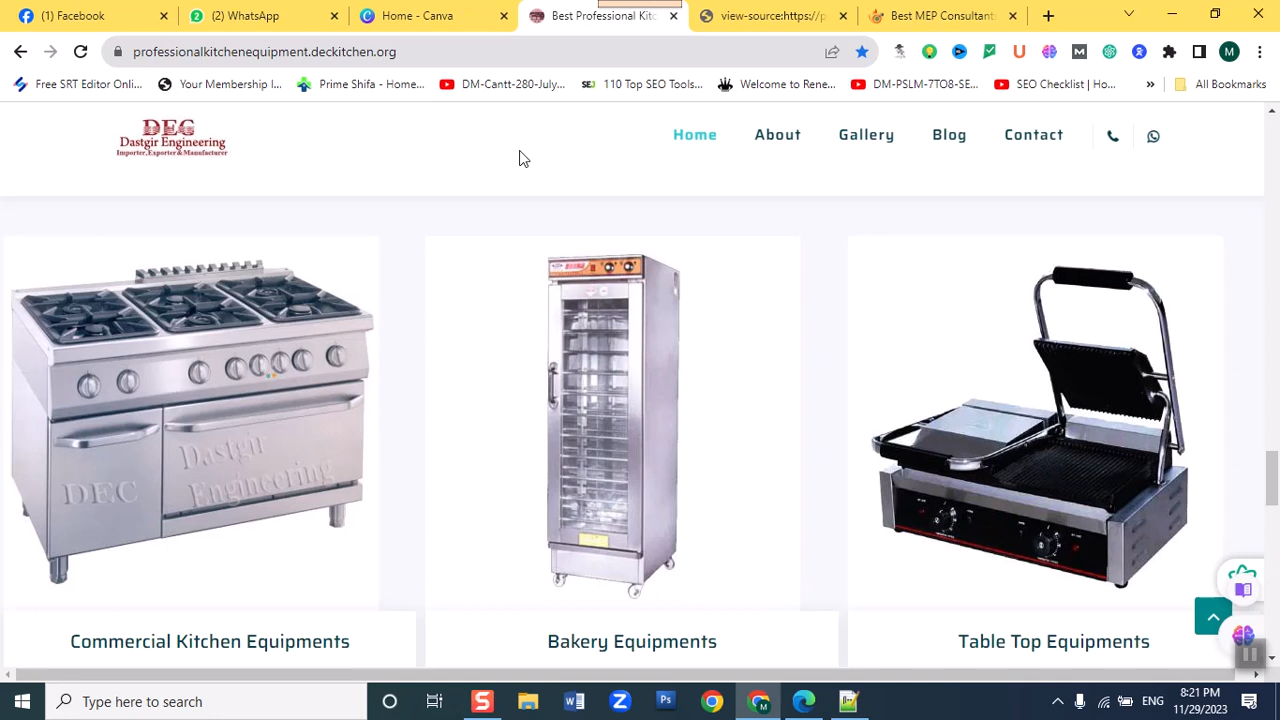 (1) Facebook
(2) WhatsApp
Home - Canva
Best Professional Kitc
view-source:https://p
Best MEP Consultants
professionalkitchenequipment.deckitchen.org
M
Free SRT Editor Onli...
Your Membership I...
Prime Shifa - Home...
DM-Cantt-280-July,...
SEJ
110 Top SEO Tools...
Welcome to Rene...
DM-PSLM-7TO8-SE...
SEO Checklist | Ho...
All Bookmarks
DEC
Dastgir Engineering
Importer,Exporter&Manufacturer
Home
About
Gallery
Blog
Contact
DEC
Dastgir
Engineering
Commercial Kitchen Equipments
Bakery Equipments
Table Top Equipments
Type here to search
ENG
8:21 PM
11/29/2023